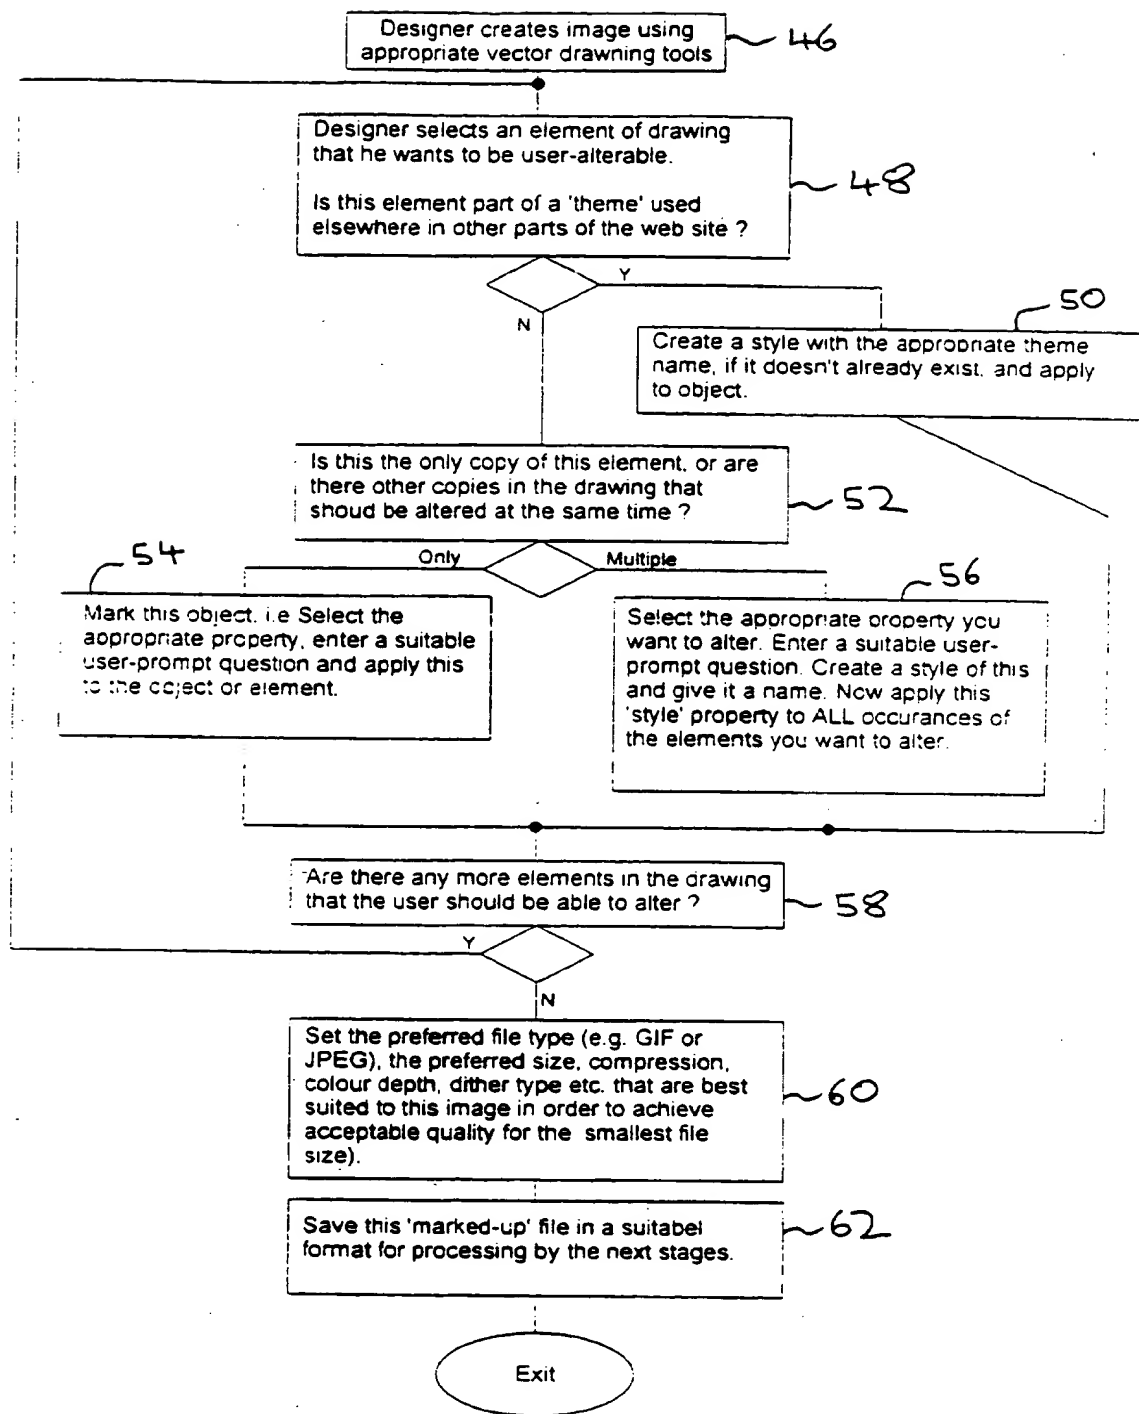 Designer creates image using
appropriate vector drawning tools
46
Designer selects an element of drawing
that he wants to be user-alterable.
48
Is this element part of a 'theme' used
elsewhere in other parts of the web site ?
Y
N
50
Create a style with the appropriate theme
name, if it doesn't already exist, and apply
to object.
Is this the only copy of this element, or are
there other copies in the drawing that
shoud be altered at the same time ?
52
Only
Multiple
54
Mark this object. i.e Select the
appropriate property, enter a suitable
user-prompt question and apply this
to the object or element.
56
Select the appropriate property you
want to alter. Enter a suitable user-
prompt question. Create a style of this
and give it a name. Now apply this
'style' property to ALL occurances of
the elements you want to alter.
Are there any more elements in the drawing
that the user should be able to alter ?
58
Y
N
Set the preferred file type (e.g. GIF or
JPEG), the preferred size, compression,
colour depth, dither type etc. that are best
suited to this image in order to achieve
acceptable quality for the smallest file
size).
60
Save this 'marked-up' file in a suitabel
format for processing by the next stages.
62
Exit